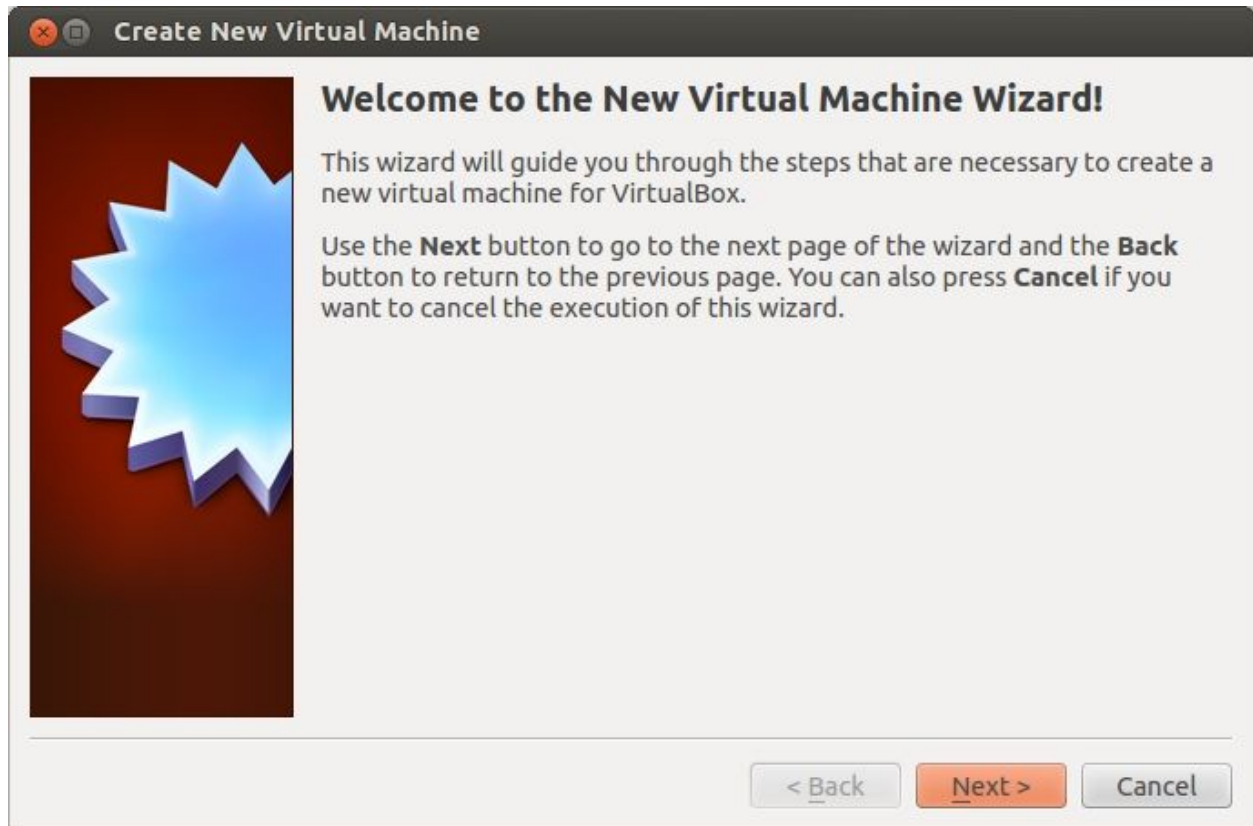 Create New Virtual Machine
Welcome to the New Virtual Machine Wizard!
This wizard will guide you through the steps that are necessary to create a
new virtual machine for VirtualBox.
Use the Next button to go to the next page of the wizard and the Back
button to return to the previous page. You can also press Cancel if you
want to cancel the execution of this wizard.
< Back Next > Cancel